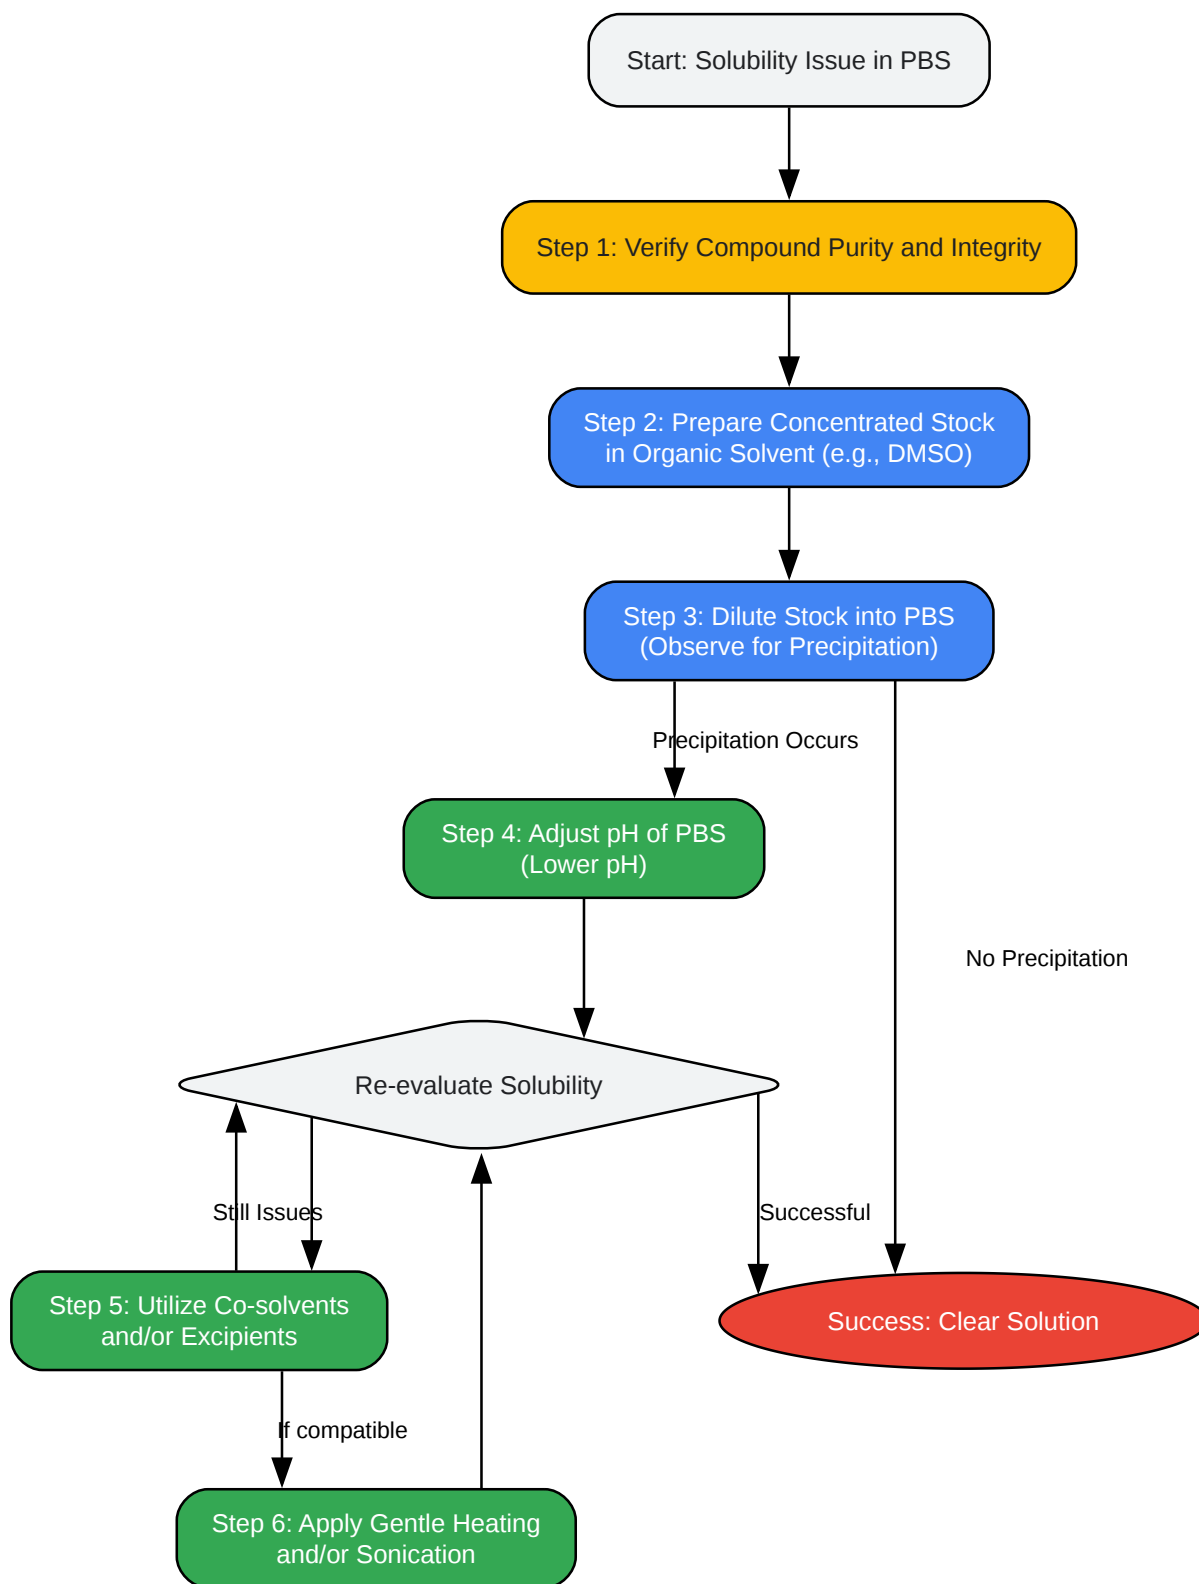 Start: Solubility Issue in PBS
Step 1: Verify Compound Purity and Integrity
Step 2: Prepare Concentrated Stock
in Organic Solvent (e.g., DMSO)
Step 3: Dilute Stock into PBS
(Observe for Precipitation)
Precipitation Occurs
Step 4: Adjust pH of PBS
(Lower pH)
No Precipitation
Re-evaluate Solubility
Still Issues
Successful
Step 5: Utilize Co-solvents
and/or Excipients
Success: Clear Solution
If compatible
Step 6: Apply Gentle Heating
and/or Sonication